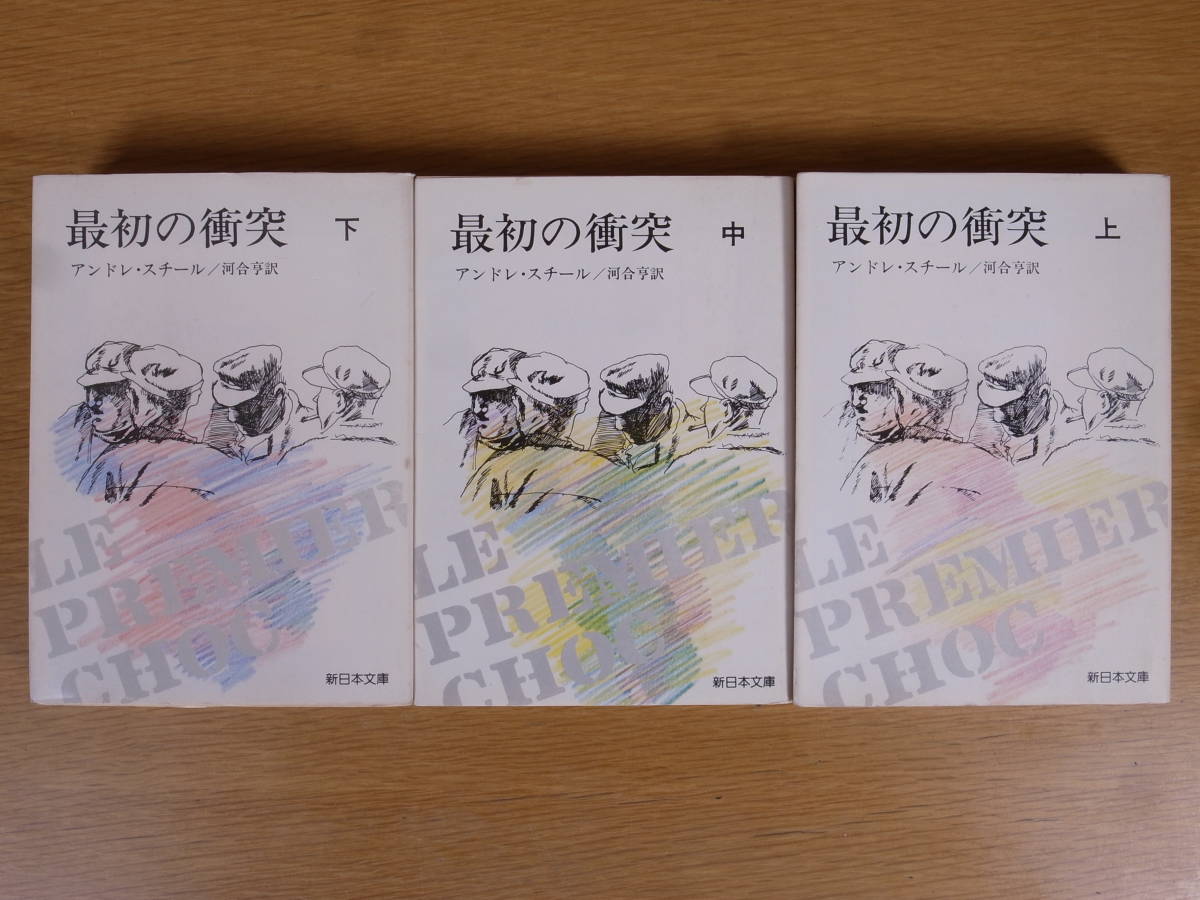 最初の衝突 下
アンドレ・スチール/河合亨訳
LE
PREMIER
CHOC
新日本文庫
最初の衝突 中
アンドレ・スチール/河合亨訳
LE
PREMIER
CHOC
新日本文庫
最初の衝突 上
アンドレ・スチール/河合亨訳
LE
PREMIER
CHOC
新日本文庫